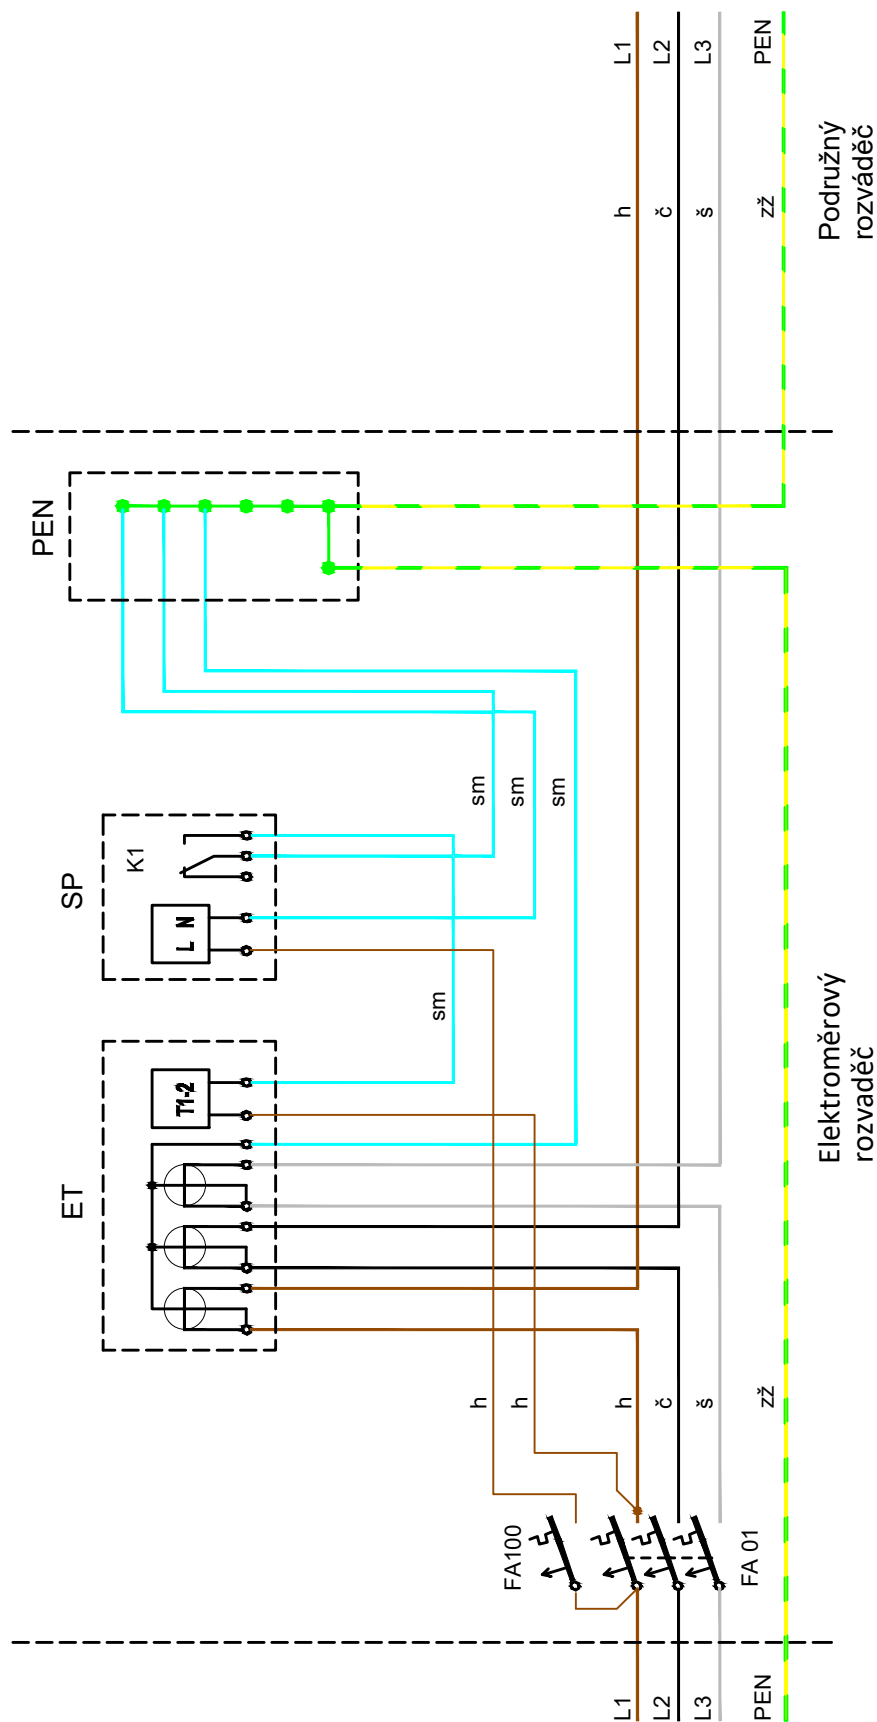 L1
L2
L3
PEN
h
č
š
zž
Podružný
rozváděč
PEN
sm
sm
sm
SP
K1
L N
sm
ET
T1-2
Elektroměrový
rozvaděč
h
h
h
č
š
zž
FA100
FA 01
L1
L2
L3
PEN